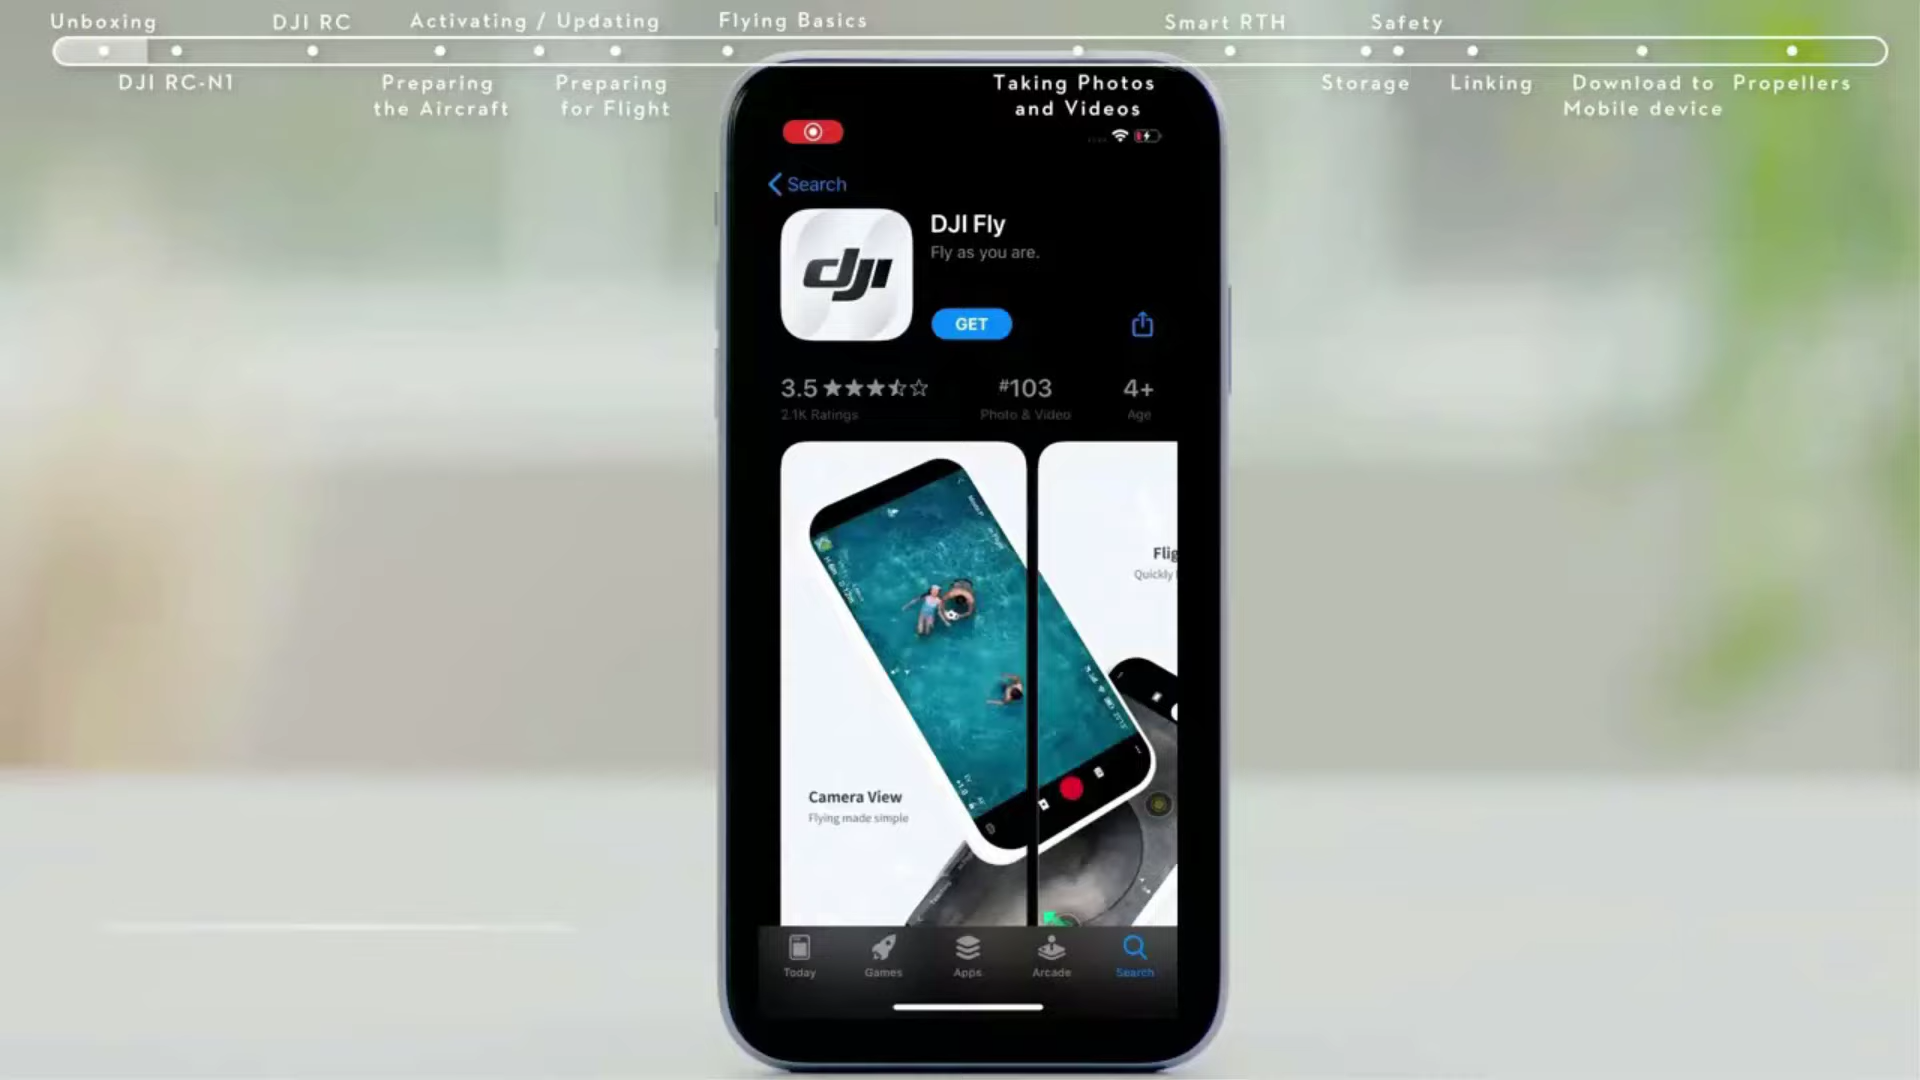 Unboxing
DJI RC
Activating / Updating
Flying Basics
Smart RTH
Safety
DJI RC-N1
Preparing
the Aircraft
Preparing
for Flight
Taking Photos
and Videos
Storage
Linking
Download to
Mobile device
Propellers
Search
dji
DJI Fly
Fly as you are.
GET
3.5
#103
4+
2.1K Ratings
Photo & Video
Age
Flig
Quickly
Camera View
Flying made simple
Today
Games
Apps
Arcade
Search